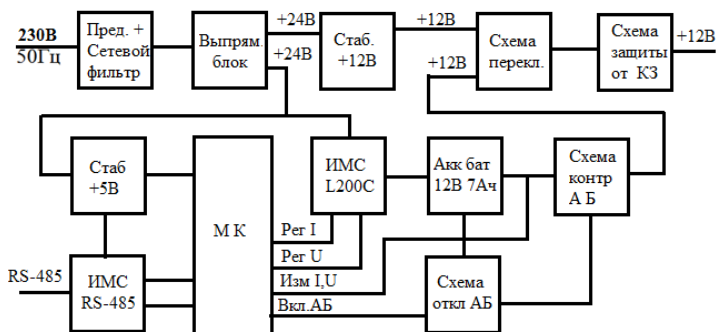 230В
50Гц
Пред. +
Сетевой
фильтр
Выпрям.
блок
+24В
+24В
Стаб.
+12В
+12В
+12В
Схема
перекл.
Схема
защиты
от КЗ
+12В
Стаб
+5В
М К
ИМС
L200C
Акк бат
12В 7Ач
Схема
контр
А Б
Рег I
Рег U
Изм I,U
Вкл.АБ
RS-485
ИМС
RS-485
Схема
откл АБ